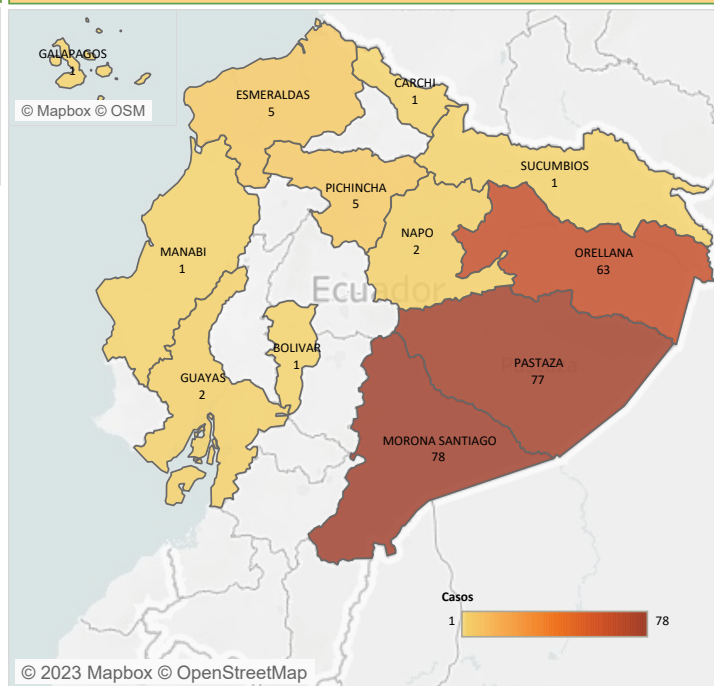 GALAPAGOS
1
© Mapbox © OSM
ESMERALDAS
5
CARCHI
1
SUCUMBIOS
1
PICHINCHA
5
NAPO
2
MANABI
1
ORELLANA
63
Ecuador
BOLIVAR
1
GUAYAS
2
PASTAZA
77
MORONA SANTIAGO
78
Casos
1
78
© 2023 Mapbox © OpenStreetMap